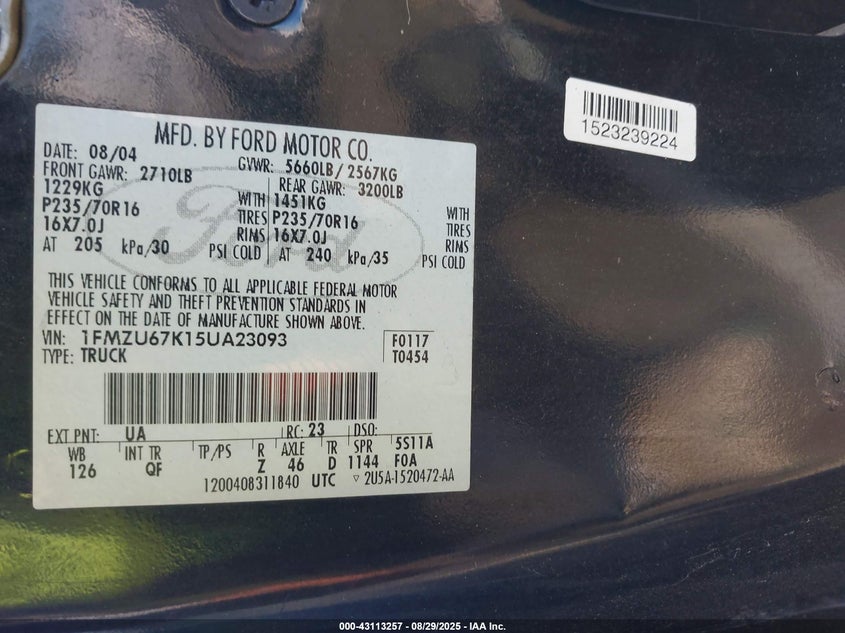 MFD. BY FORD MOTOR CO.
DATE: 08/04 GVWR: 5660LB/ 2567KG
FRONT GAWR: 2710LB REAR GAWR: 3200LB
1229KG WITH 1451KG WITH
P235/70R16 TIRES P235/70R16 TIRES
16X7.0J RIMS 16X7.0J RIMS
AT 205 kPa/30 PSI COLD AT 240 kPa/35 PSI COLD
THIS VEHICLE CONFORMS TO ALL APPLICABLE FEDERAL MOTOR
VEHICLE SAFETY AND THEFT PREVENTION STANDARDS IN
EFFECT ON THE DATE OF MANUFACTURE SHOWN ABOVE.
VIN: 1FMZU67K15UA23093 F0117
TYPE: TRUCK T0454
EXT PNT: UA RC: 23 DSO:
WB INT TR TP/PS R AXLE TR SPR 5S11A
126 QF Z 46 D 1144 F0A
1200408311840 UTC ▽ 2U5A-1520472-AA
Ford
1523239224
000-43113257 - 08/29/2025 - IAA Inc.